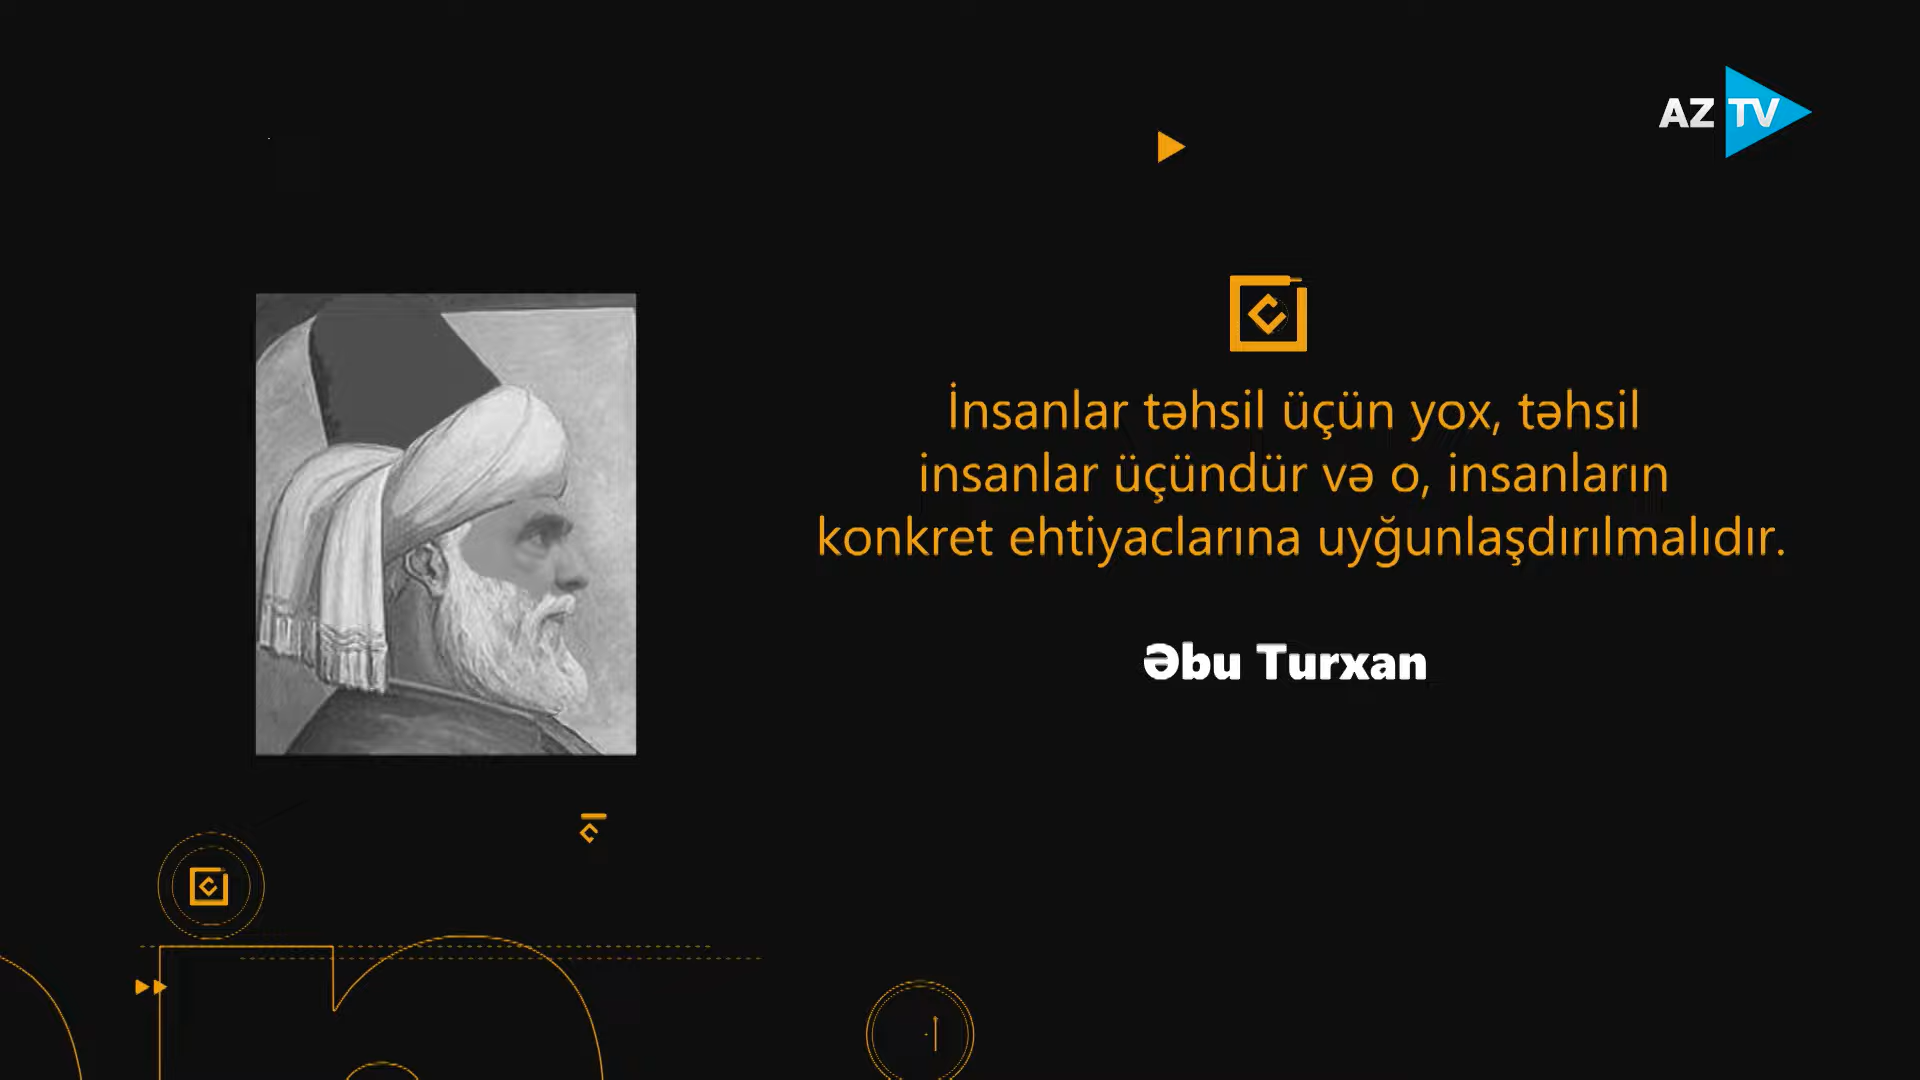 AZ TV
İnsanlar təhsil üçün yox, təhsil
insanlar üçündür və o, insanların
konkret ehtiyaclarına uyğunlaşdırılmalıdır.
Əbu Turxan